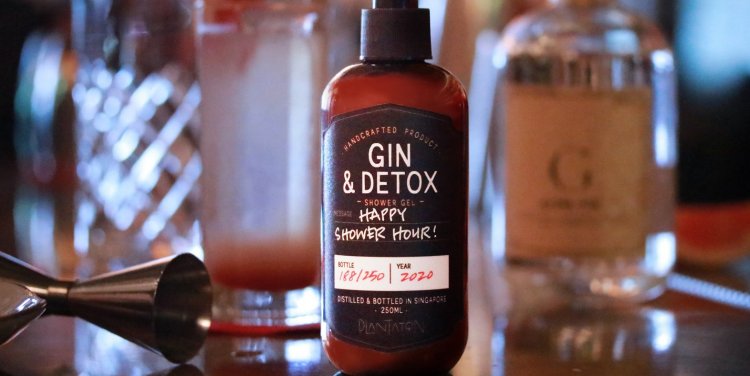 HANDCRAFTED PRODUCT
GIN
& DETOX
- SHOWER GEL -
MESSAGE HAPPY
SHOWER HOUR!
BOTTLE YEAR
168/250 2020
DISTILLED & BOTTLED IN SINGAPORE
· 250ML ·
G